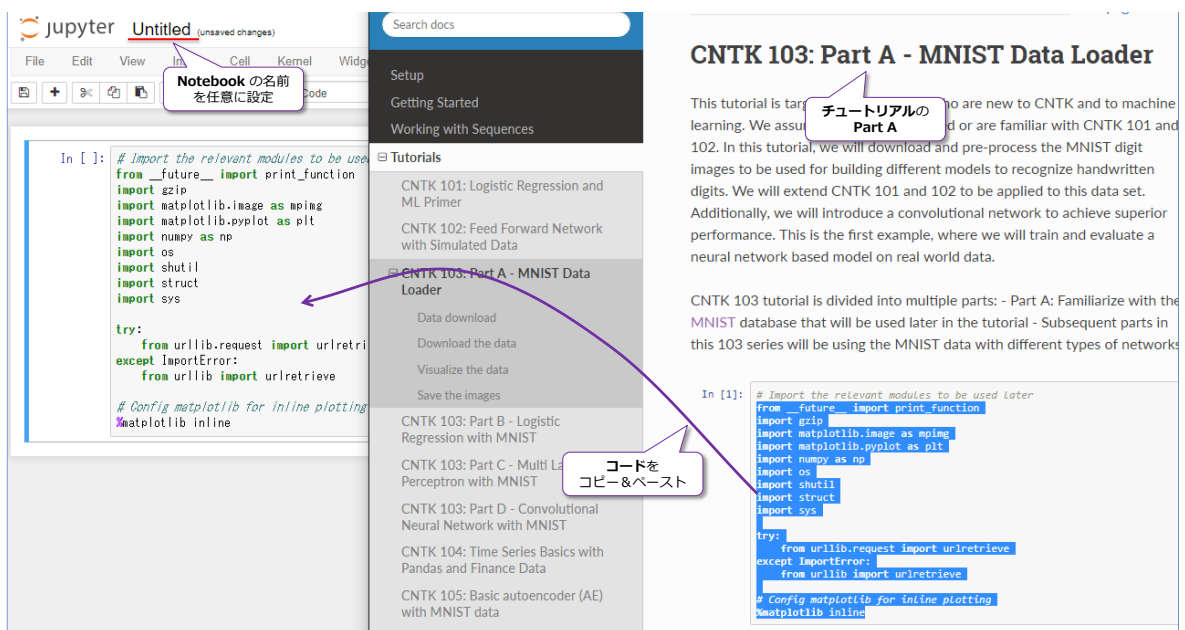 jupyter Untitled (unsaved changes)
File Edit View Cell Kernel
Notebook の名前
を任意に設定
In [ ]:
# Import the relevant modules to be
from __future__ import print_function
import gzip
import matplotlib.image as mpimg
import matplotlib.pyplot as plt
import numpy as np
import os
import shutil
import struct
import sys
try:
from urllib.request import
except ImportError:
from urllib import urlretrieve
# Config matplotlib for inline plotting
%matplotlib inline
Search docs
Setup
Getting Started
Working with Sequences
Tutorials
CNTK 101: Logistic Regression and
ML Primer
CNTK 102: Feed Forward Network
with Simulated Data
CNTK 103: Part A - MNIST Data
Loader
Data download
Download the data
Visualize the data
Save the images
CNTK 103: Part B - Logistic
Regression with MNIST
CNTK 103: Part C - Multi
Perceptron with MNIST
CNTK 103: Part D - Convolutional
Neural Network with MNIST
CNTK 104: Time Series Basics with
Pandas and Finance Data
CNTK 105: Basic autoencoder (AE)
with MNIST data
コードを
コピー＆ペースト
CNTK 103: Part A - MNIST Data Loader
チュートリアルの
Part A
This tutorial is who are new to CNTK and to machine
learning. We or are familiar with CNTK 101 and
102. In this tutorial, we will download and pre-process the MNIST digit
images to be used for building different models to recognize handwritten
digits. We will extend CNTK 101 and 102 to be applied to this data set.
Additionally, we will introduce a convolutional network to achieve superior
performance. This is the first example, where we will train and evaluate a
neural network based model on real world data.
CNTK 103 tutorial is divided into multiple parts: - Part A: Familiarize with the
MNIST database that will be used later in the tutorial - Subsequent parts in
this 103 series will be using the MNIST data with different types of networks
In [1]:
# Import the relevant modules to be used later
from __future__ import print_function
import gzip
import matplotlib.image as mpimg
import matplotlib.pyplot as plt
import numpy as np
import os
import shutil
import struct
import sys
try:
from urllib.request import urlretrieve
except ImportError:
from urllib import urlretrieve
# Config matplotlib for inline plotting
%matplotlib inline